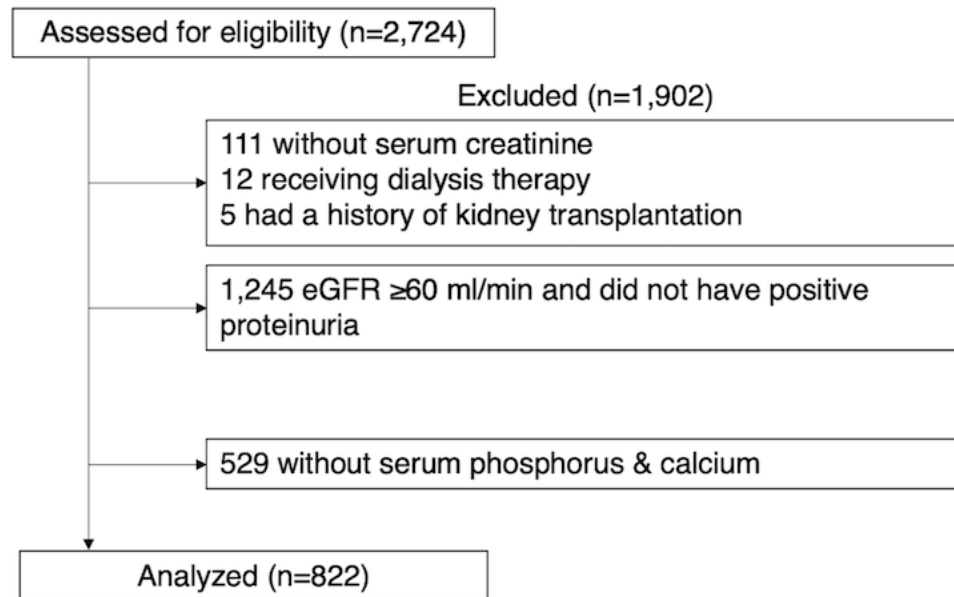 Assessed for eligibility (n=2,724)
Excluded (n=1,902)
111 without serum creatinine
12 receiving dialysis therapy
5 had a history of kidney transplantation
1,245 eGFR ≥60 ml/min and did not have positive
proteinuria
529 without serum phosphorus & calcium
Analyzed (n=822)